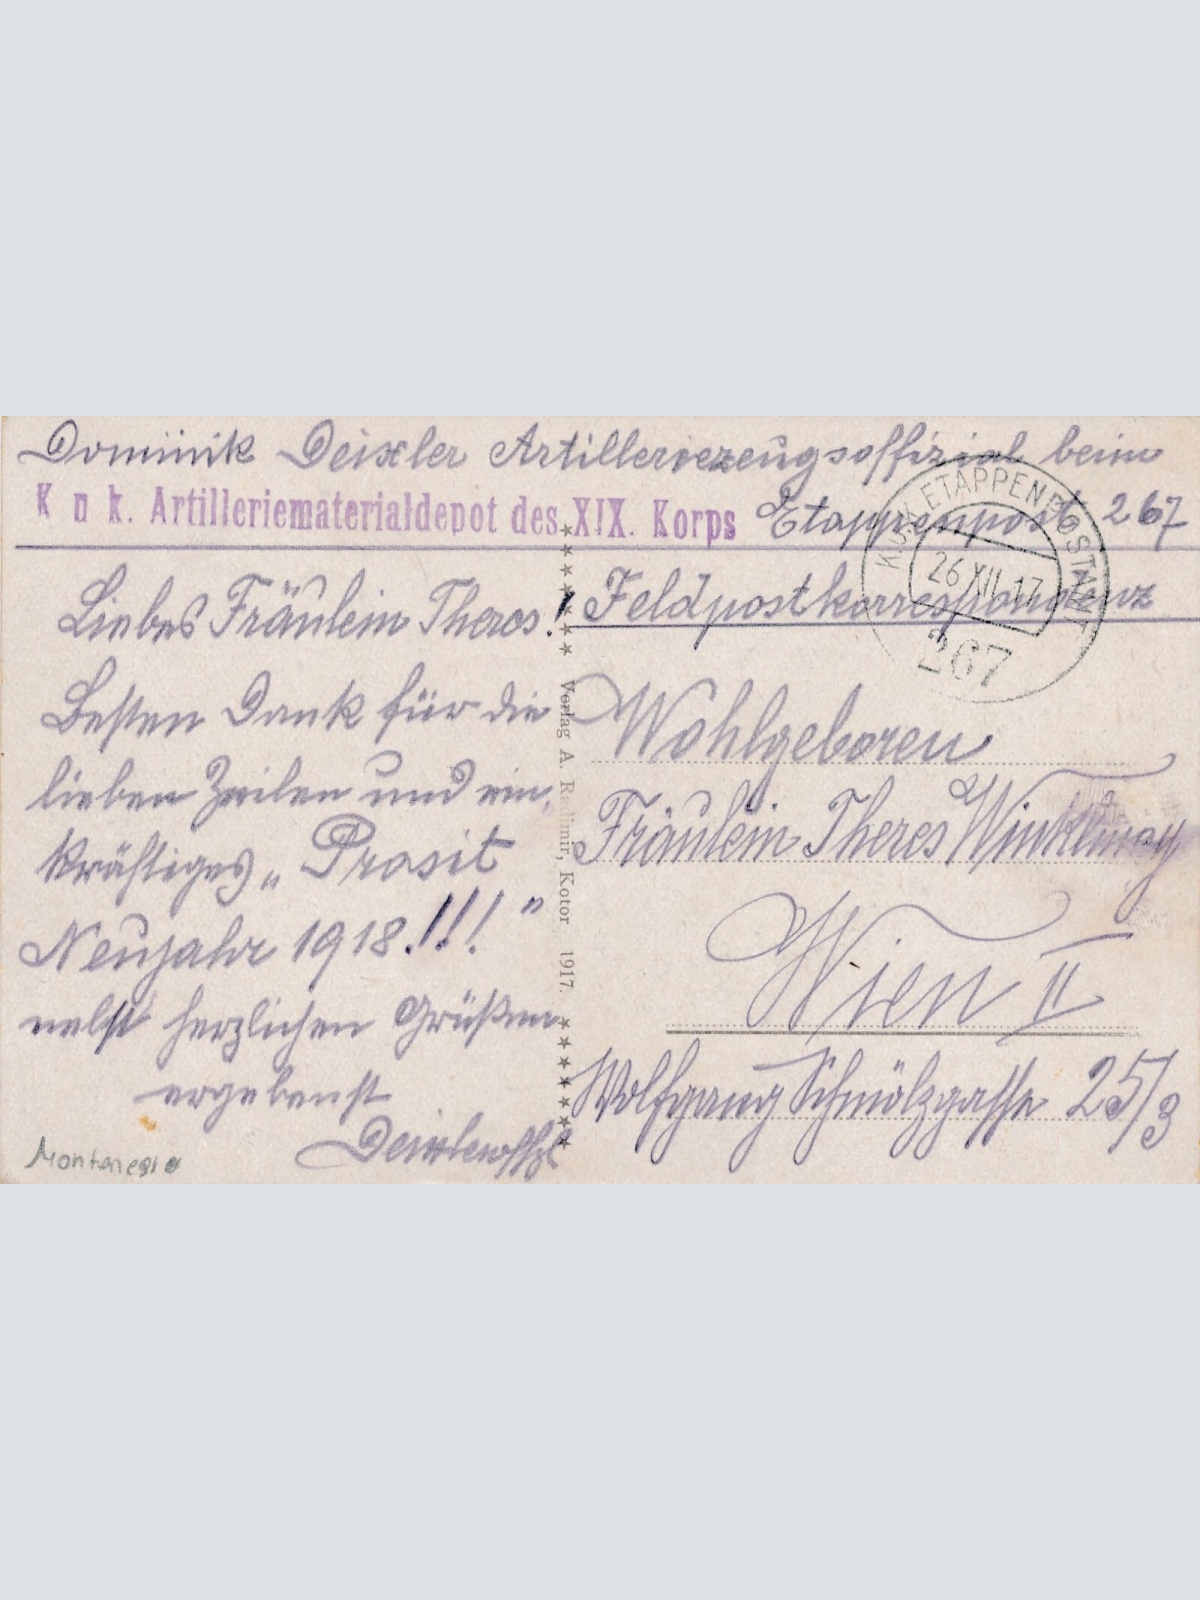 Dominik Deixler Artilleriezeugsoffizial beim
K u k. Artilleriematerialdepot des XIX. Korps Etappenpost 267
K.u.K. ETAPPENPOSTAMT
26 XII 17
267
Feldpostkorrespondenz
Liebes Fräulein Theres!
Besten Dank für die
lieben Zeilen und ein
kräftiges „Prosit
Neujahr 1918!!!"
nebst herzlichen Grüßen
ergebenst
Montenegro
Verlag A. Radimir, Kotor 1917.
Wohlgeboren
Fräulein Theres Winklmay
Wien II
Wolfgang Schmälzgasse 25/3